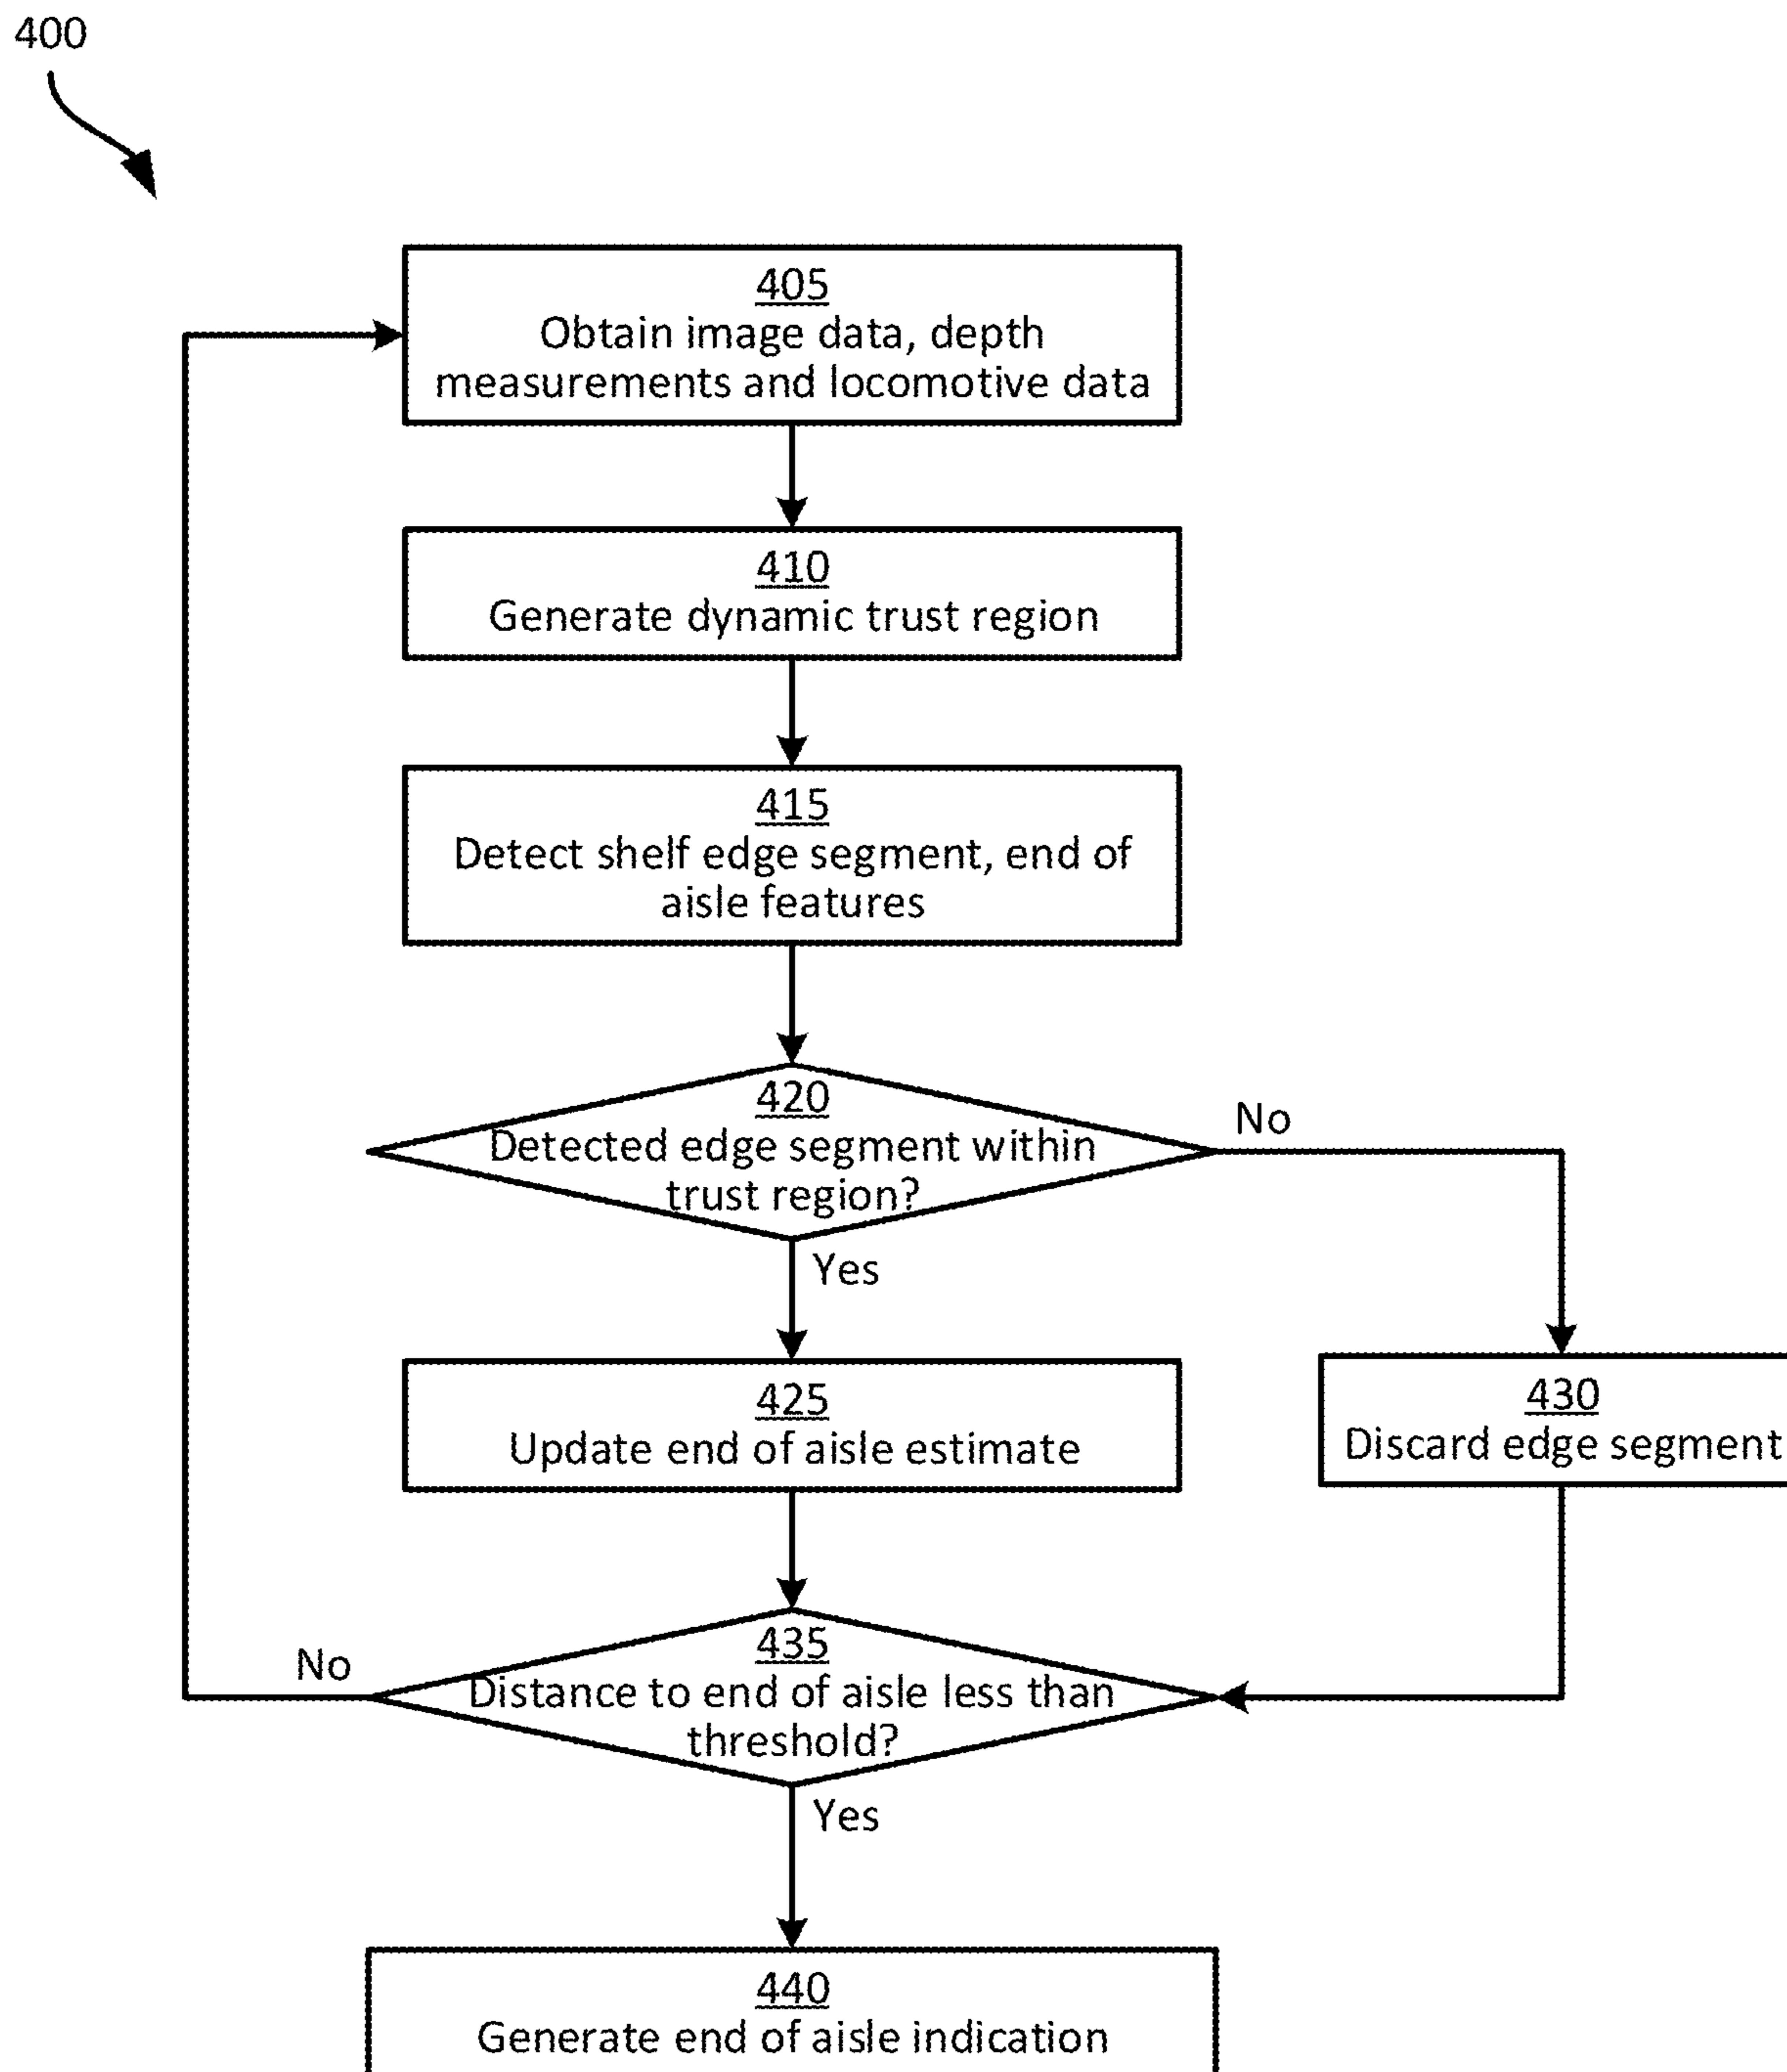 400
405
Obtain image data, depth
measurements and locomotive data
410
Generate dynamic trust region
415
Detect shelf edge segment, end of
aisle features
420
Detected edge segment within
trust region?
No
Yes
425
Update end of aisle estimate
430
Discard edge segment
435
Distance to end of aisle less than
threshold?
No
Yes
440
Generate end of aisle indication